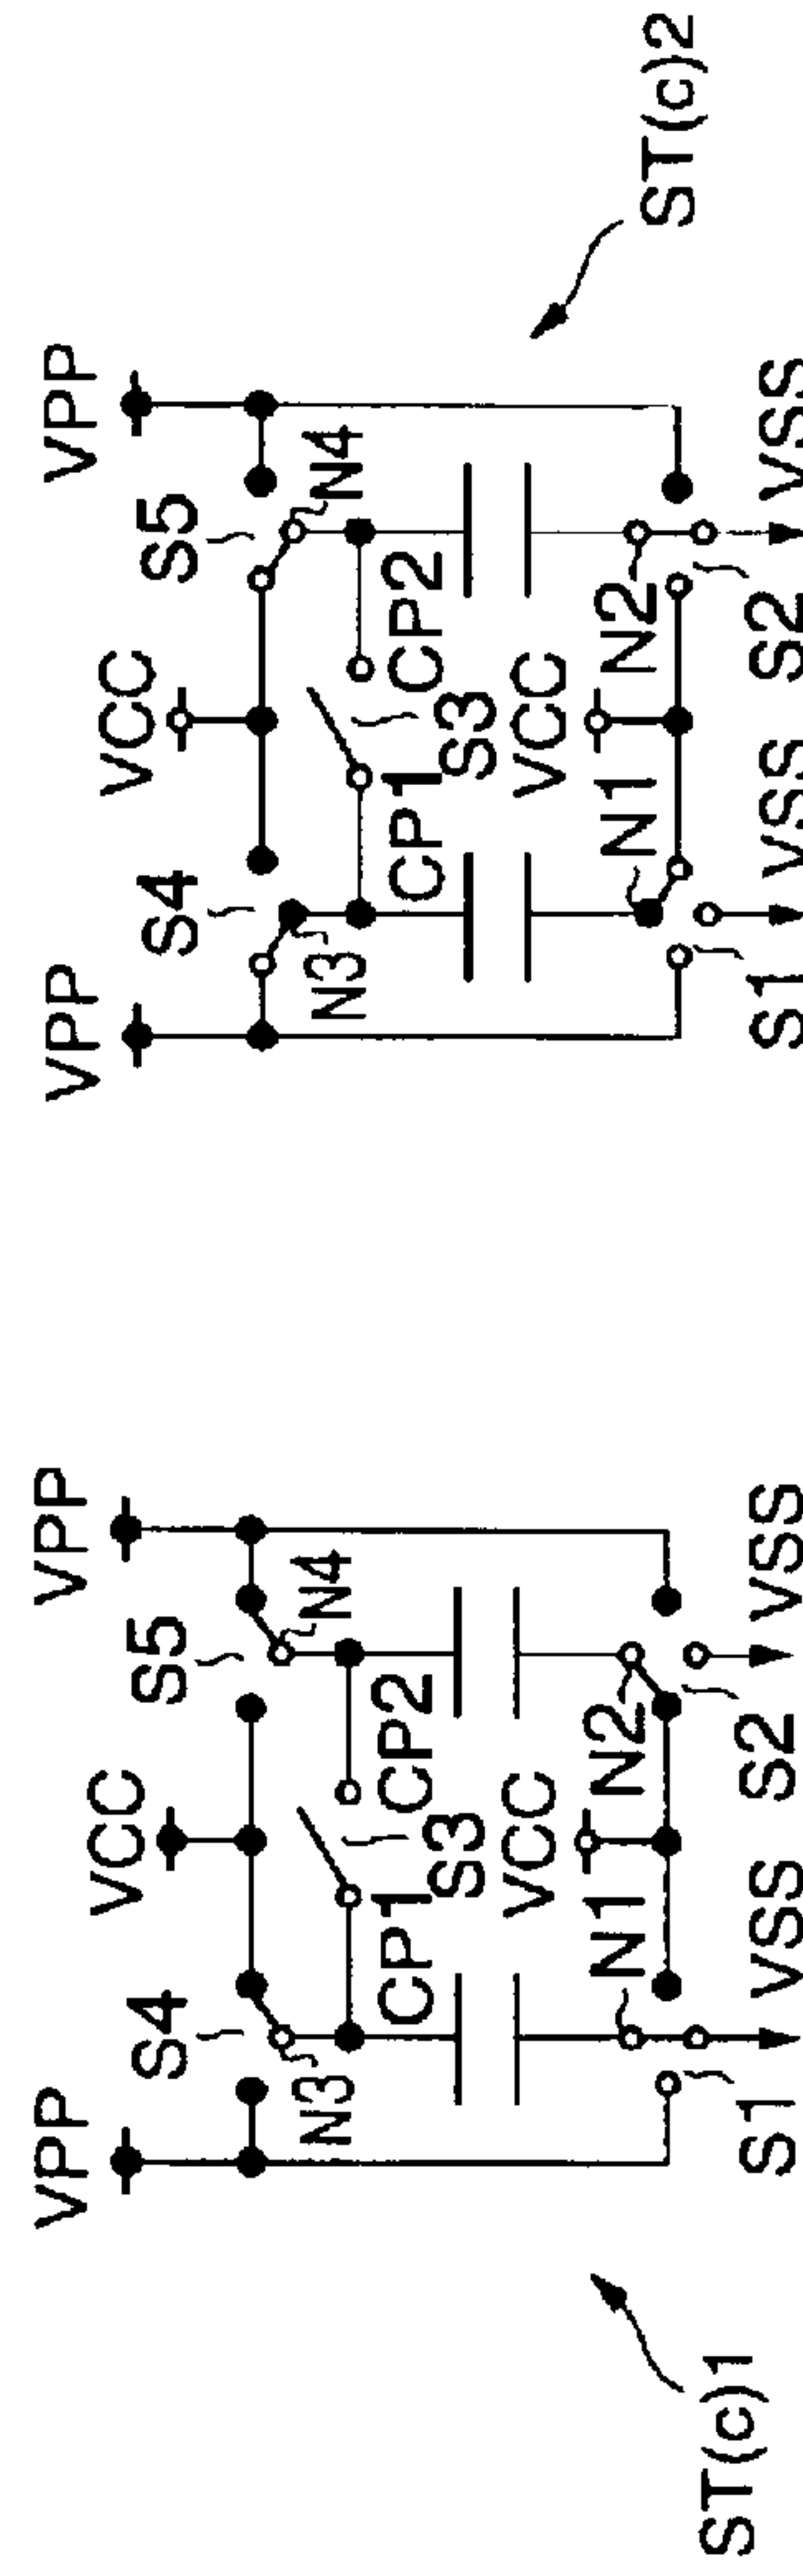 VPP
VCC
VPP
S4
S5
N3
N4
CP1
CP2
S3
VCC
N1
N2
S1
VSS
S2
VSS
ST(c)1
VPP
VCC
VPP
S4
S5
N3
N4
CP1
CP2
S3
VCC
N1
N2
S1
VSS
S2
VSS
ST(c)2